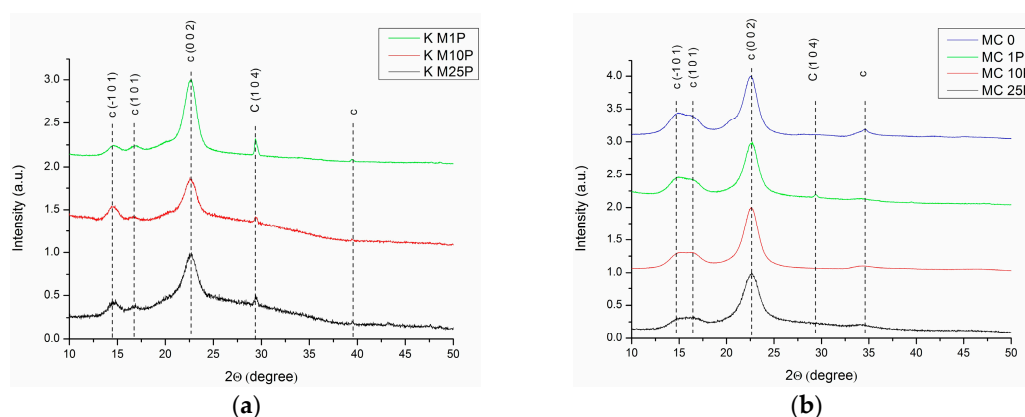 c (-1 0 1)
c (1 0 1)
c (0 0 2)
C (1 0 4)
c
K M1P
K M10P
K M25P
3.0
2.5
2.0
1.5
1.0
0.5
0.0
Intensity (a.u.)
10 15 20 25 30 35 40 45 50
2Θ (degree)
(a)
c (-1 0 1)
c (1 0 1)
c (0 0 2)
C (1 0 4)
c
MC 0
MC 1P
MC 10
MC 25
4.0
3.5
3.0
2.5
2.0
1.5
1.0
0.5
0.0
Intensity (a.u.)
10 15 20 25 30 35 40 45 50
2Θ (degree)
(b)